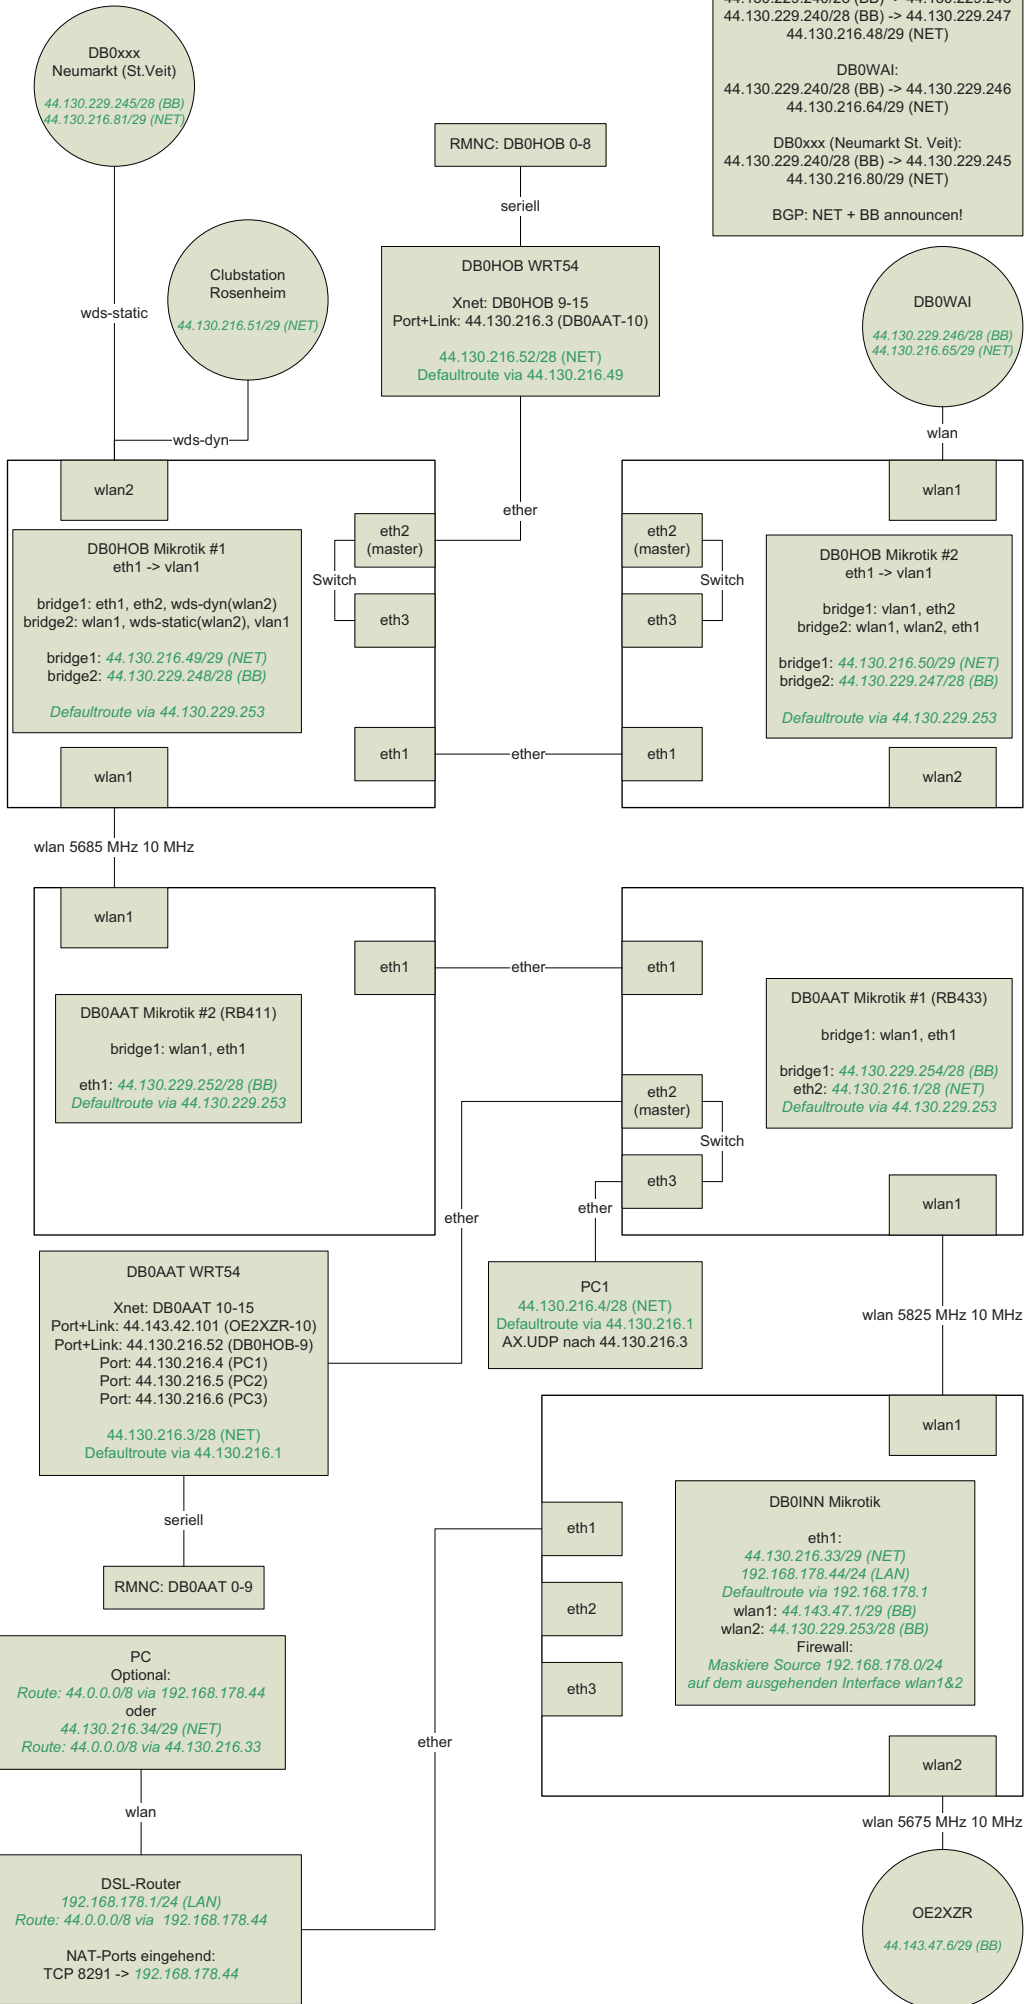 44.130.229.240/28 (BB) -> 44.130.229.247
44.130.216.48/29 (NET)
DB0WAI:
44.130.229.240/28 (BB) -> 44.130.229.246
44.130.216.64/29 (NET)
DB0xxx (Neumarkt St. Veit):
44.130.229.240/28 (BB) -> 44.130.229.245
44.130.216.80/29 (NET)
BGP: NET + BB announcen!
DB0xxx
Neumarkt (St.Veit)
44.130.229.245/28 (BB)
44.130.216.81/29 (NET)
RMNC: DB0HOB 0-8
seriell
Clubstation
Rosenheim
44.130.216.51/29 (NET)
wds-static
wds-dyn
DB0HOB WRT54
Xnet: DB0HOB 9-15
Port+Link: 44.130.216.3 (DB0AAT-10)
44.130.216.52/28 (NET)
Defaultroute via 44.130.216.49
DB0WAI
44.130.229.246/28 (BB)
44.130.216.65/29 (NET)
wlan
ether
wlan2
eth2
(master)
Switch
eth3
DB0HOB Mikrotik #1
eth1 -> vlan1
bridge1: eth1, eth2, wds-dyn(wlan2)
bridge2: wlan1, wds-static(wlan2), vlan1
bridge1: 44.130.216.49/29 (NET)
bridge2: 44.130.229.248/28 (BB)
Defaultroute via 44.130.229.253
eth1
wlan1
ether
wlan1
eth2
(master)
Switch
eth3
DB0HOB Mikrotik #2
eth1 -> vlan1
bridge1: vlan1, eth2
bridge2: wlan1, wlan2, eth1
bridge1: 44.130.216.50/29 (NET)
bridge2: 44.130.229.247/28 (BB)
Defaultroute via 44.130.229.253
eth1
wlan2
wlan 5685 MHz 10 MHz
wlan1
eth1
DB0AAT Mikrotik #2 (RB411)
bridge1: wlan1, eth1
eth1: 44.130.229.252/28 (BB)
Defaultroute via 44.130.229.253
ether
eth1
DB0AAT Mikrotik #1 (RB433)
bridge1: wlan1, eth1
bridge1: 44.130.229.254/28 (BB)
eth2: 44.130.216.1/28 (NET)
Defaultroute via 44.130.229.253
eth2
(master)
Switch
eth3
wlan1
ether
ether
DB0AAT WRT54
Xnet: DB0AAT 10-15
Port+Link: 44.143.42.101 (OE2XZR-10)
Port+Link: 44.130.216.52 (DB0HOB-9)
Port: 44.130.216.4 (PC1)
Port: 44.130.216.5 (PC2)
Port: 44.130.216.6 (PC3)
44.130.216.3/28 (NET)
Defaultroute via 44.130.216.1
PC1
44.130.216.4/28 (NET)
Defaultroute via 44.130.216.1
AX.UDP nach 44.130.216.3
wlan 5825 MHz 10 MHz
seriell
RMNC: DB0AAT 0-9
wlan1
eth1
eth2
eth3
DB0INN Mikrotik
eth1:
44.130.216.33/29 (NET)
192.168.178.44/24 (LAN)
Defaultroute via 192.168.178.1
wlan1: 44.143.47.1/29 (BB)
wlan2: 44.130.229.253/28 (BB)
Firewall:
Maskiere Source 192.168.178.0/24
auf dem ausgehenden Interface wlan1&2
wlan2
PC
Optional:
Route: 44.0.0.0/8 via 192.168.178.44
oder
44.130.216.34/29 (NET)
Route: 44.0.0.0/8 via 44.130.216.33
ether
wlan
wlan 5675 MHz 10 MHz
DSL-Router
192.168.178.1/24 (LAN)
Route: 44.0.0.0/8 via 192.168.178.44
NAT-Ports eingehend:
TCP 8291 -> 192.168.178.44
OE2XZR
44.143.47.6/29 (BB)